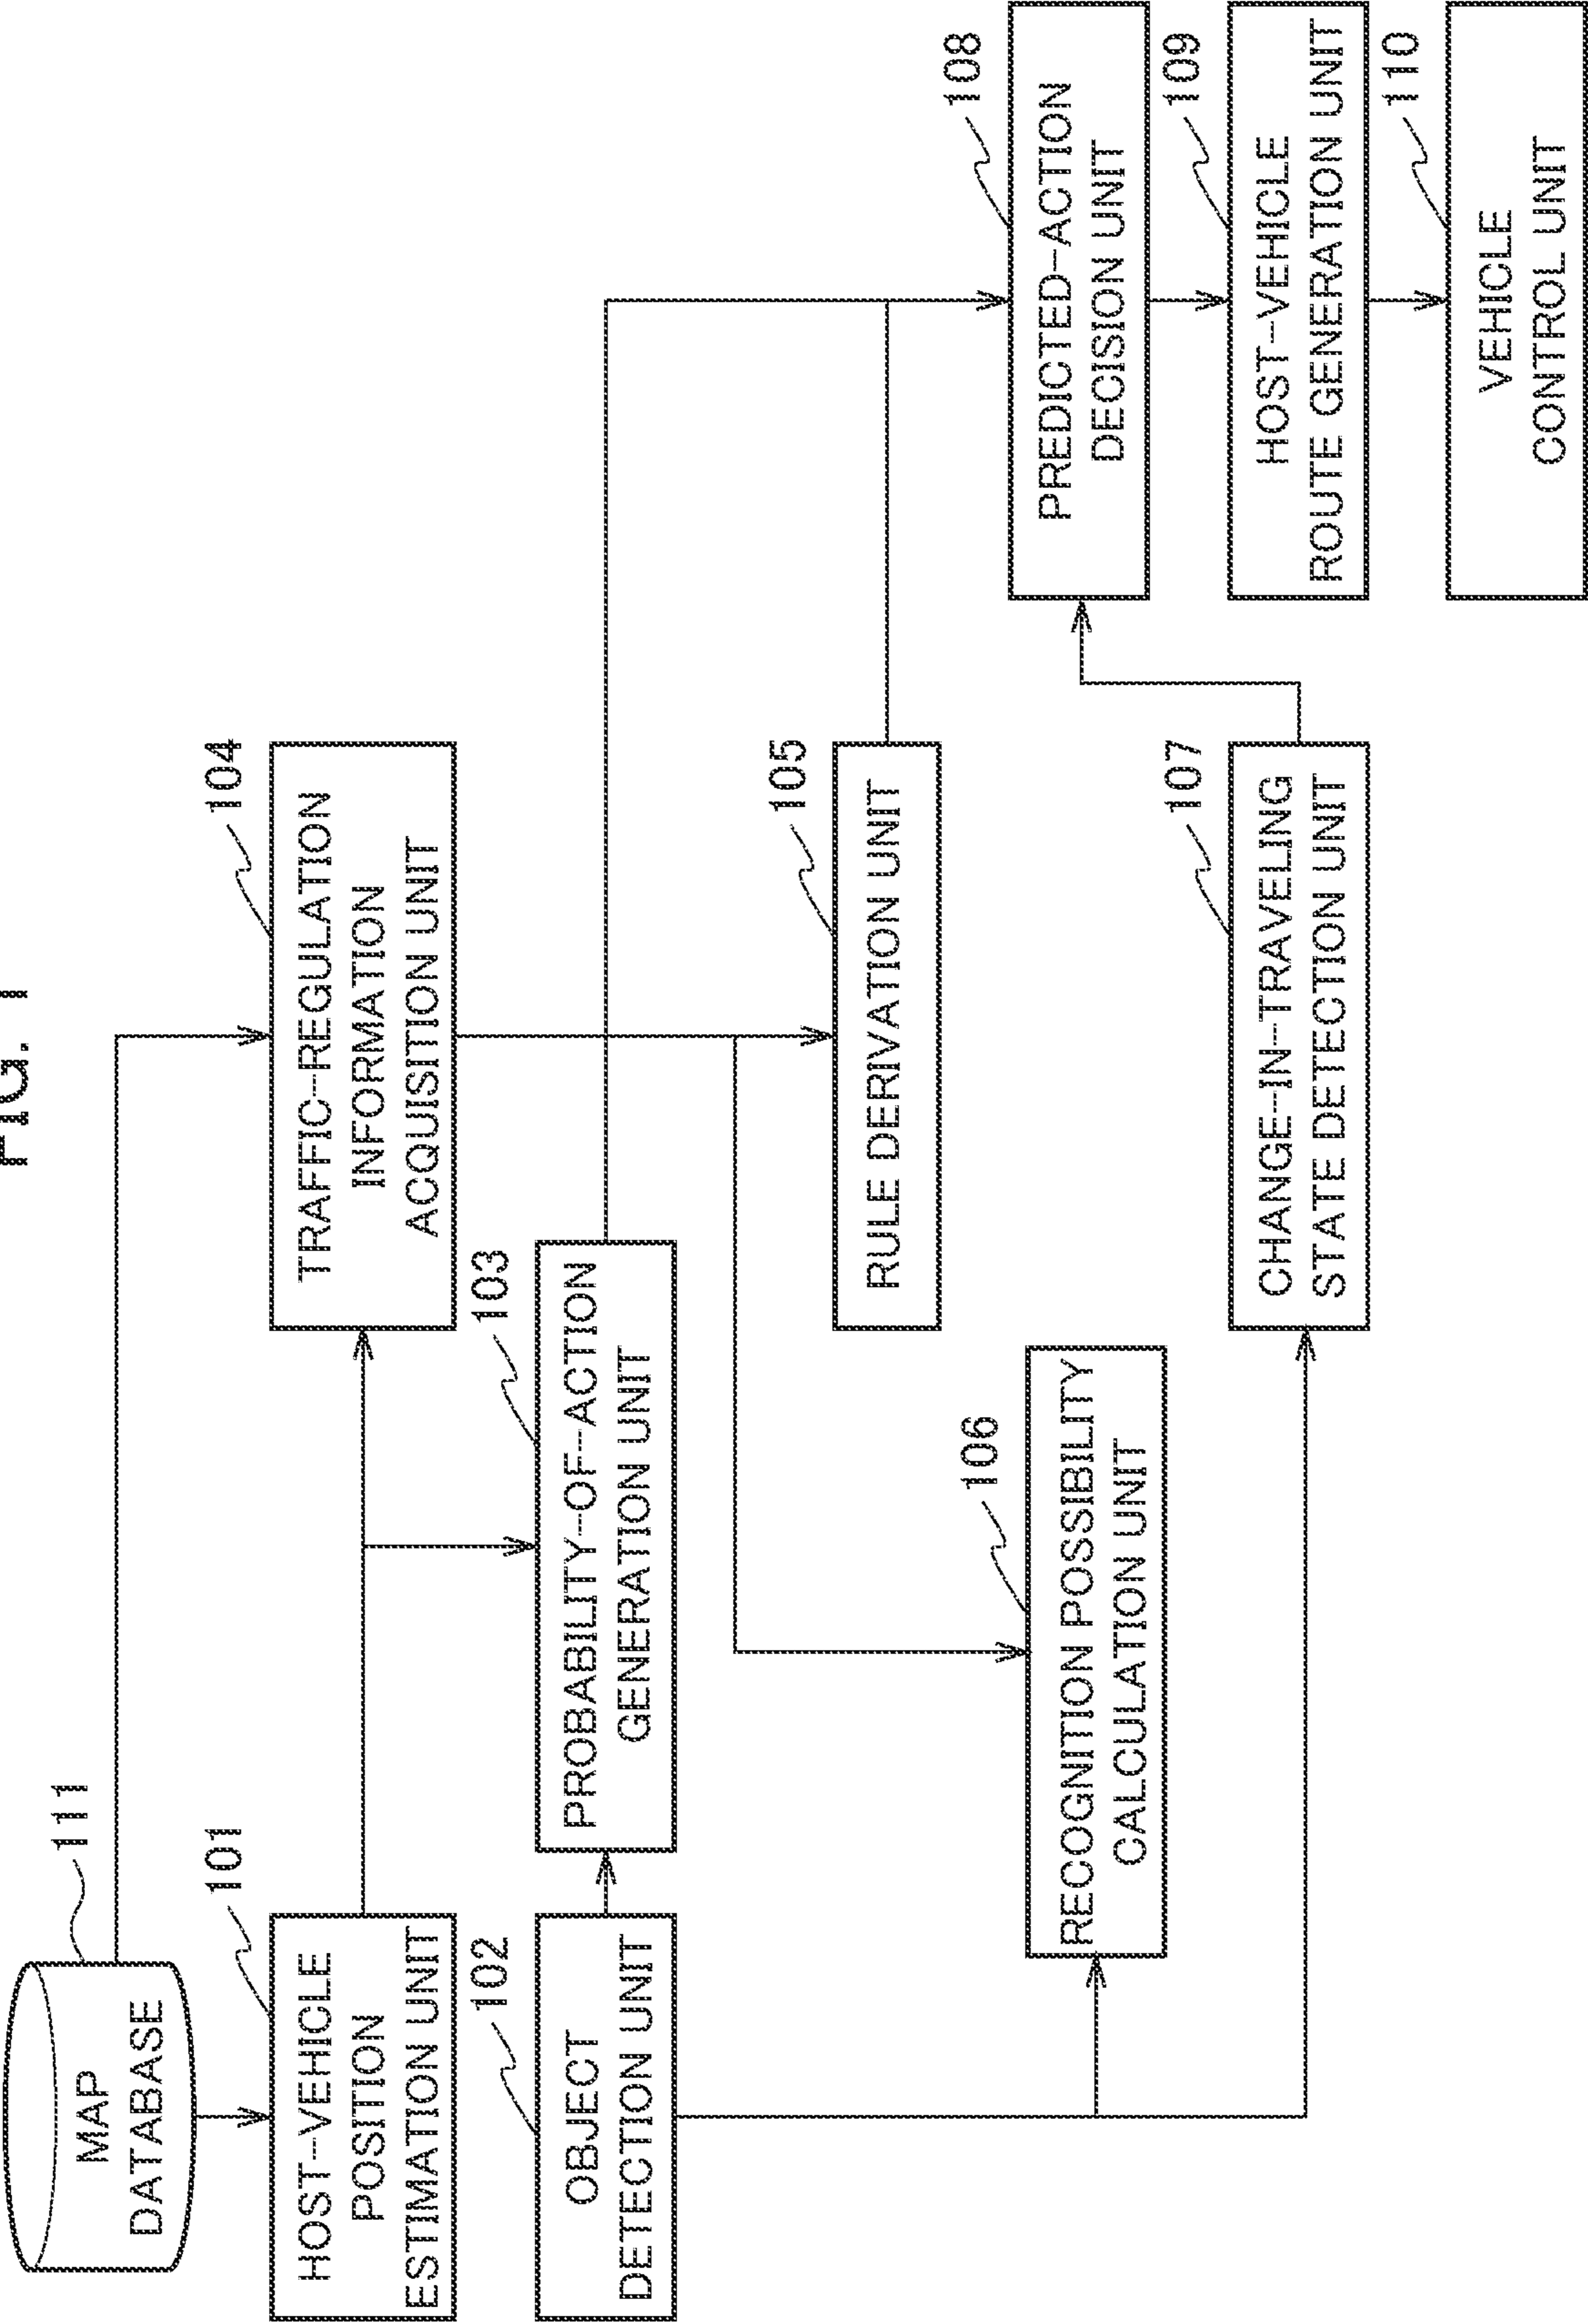 FIG. 1
111
MAP
DATABASE
101
HOST-VEHICLE
POSITION
ESTIMATION UNIT
104
TRAFFIC-REGULATION
INFORMATION
ACQUISITION UNIT
102
OBJECT
DETECTION UNIT
103
PROBABILITY-OF-ACTION
GENERATION UNIT
105
RULE DERIVATION UNIT
106
RECOGNITION POSSIBILITY
CALCULATION UNIT
107
CHANGE-IN-TRAVELING
STATE DETECTION UNIT
108
PREDICTED-ACTION
DECISION UNIT
109
HOST-VEHICLE
ROUTE GENERATION UNIT
110
VEHICLE
CONTROL UNIT